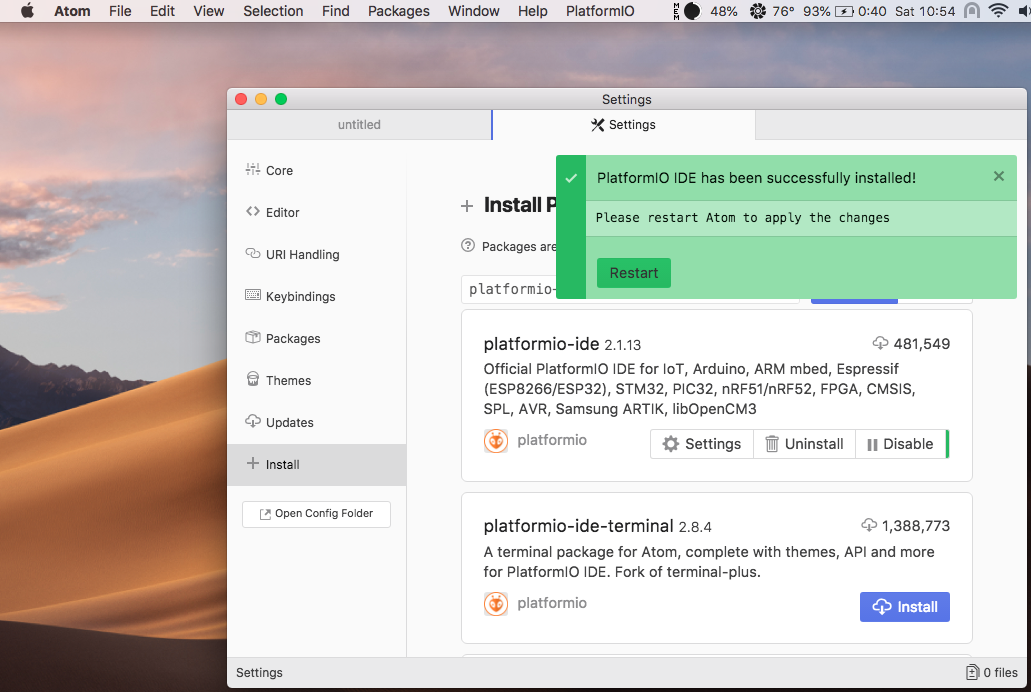 Atom File Edit View Selection Find Packages Window Help PlatformIO MEM 48% 76° 93% 0:40 Sat 10:54
Settings
untitled
Settings
Core
Editor
URI Handling
Keybindings
Packages
Themes
Updates
Install
Open Config Folder
PlatformIO IDE has been successfully installed!
Please restart Atom to apply the changes
Restart
Install P
Packages are
platformio-
platformio-ide 2.1.13
481,549
Official PlatformIO IDE for IoT, Arduino, ARM mbed, Espressif
(ESP8266/ESP32), STM32, PIC32, nRF51/nRF52, FPGA, CMSIS,
SPL, AVR, Samsung ARTIK, libOpenCM3
platformio
Settings
Uninstall
Disable
platformio-ide-terminal 2.8.4
1,388,773
A terminal package for Atom, complete with themes, API and more
for PlatformIO IDE. Fork of terminal-plus.
platformio
Install
Settings
0 files